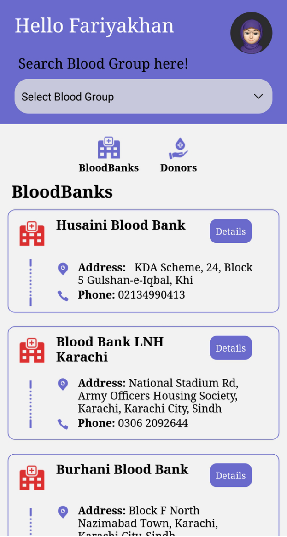 Hello Fariyakhan
Search Blood Group here!
Select Blood Group
BloodBanks
Donors
BloodBanks
Husaini Blood Bank
Details
Address: KDA Scheme, 24, Block
5 Gulshan-e-Iqbal, Khi
Phone: 02134990413
Blood Bank LNH
Karachi
Details
Address: National Stadium Rd,
Army Officers Housing Society,
Karachi, Karachi City, Sindh
Phone: 0306 2092644
Burhani Blood Bank
Details
Address: Block F North
Nazimabad Town, Karachi,
Karachi City, Sindh